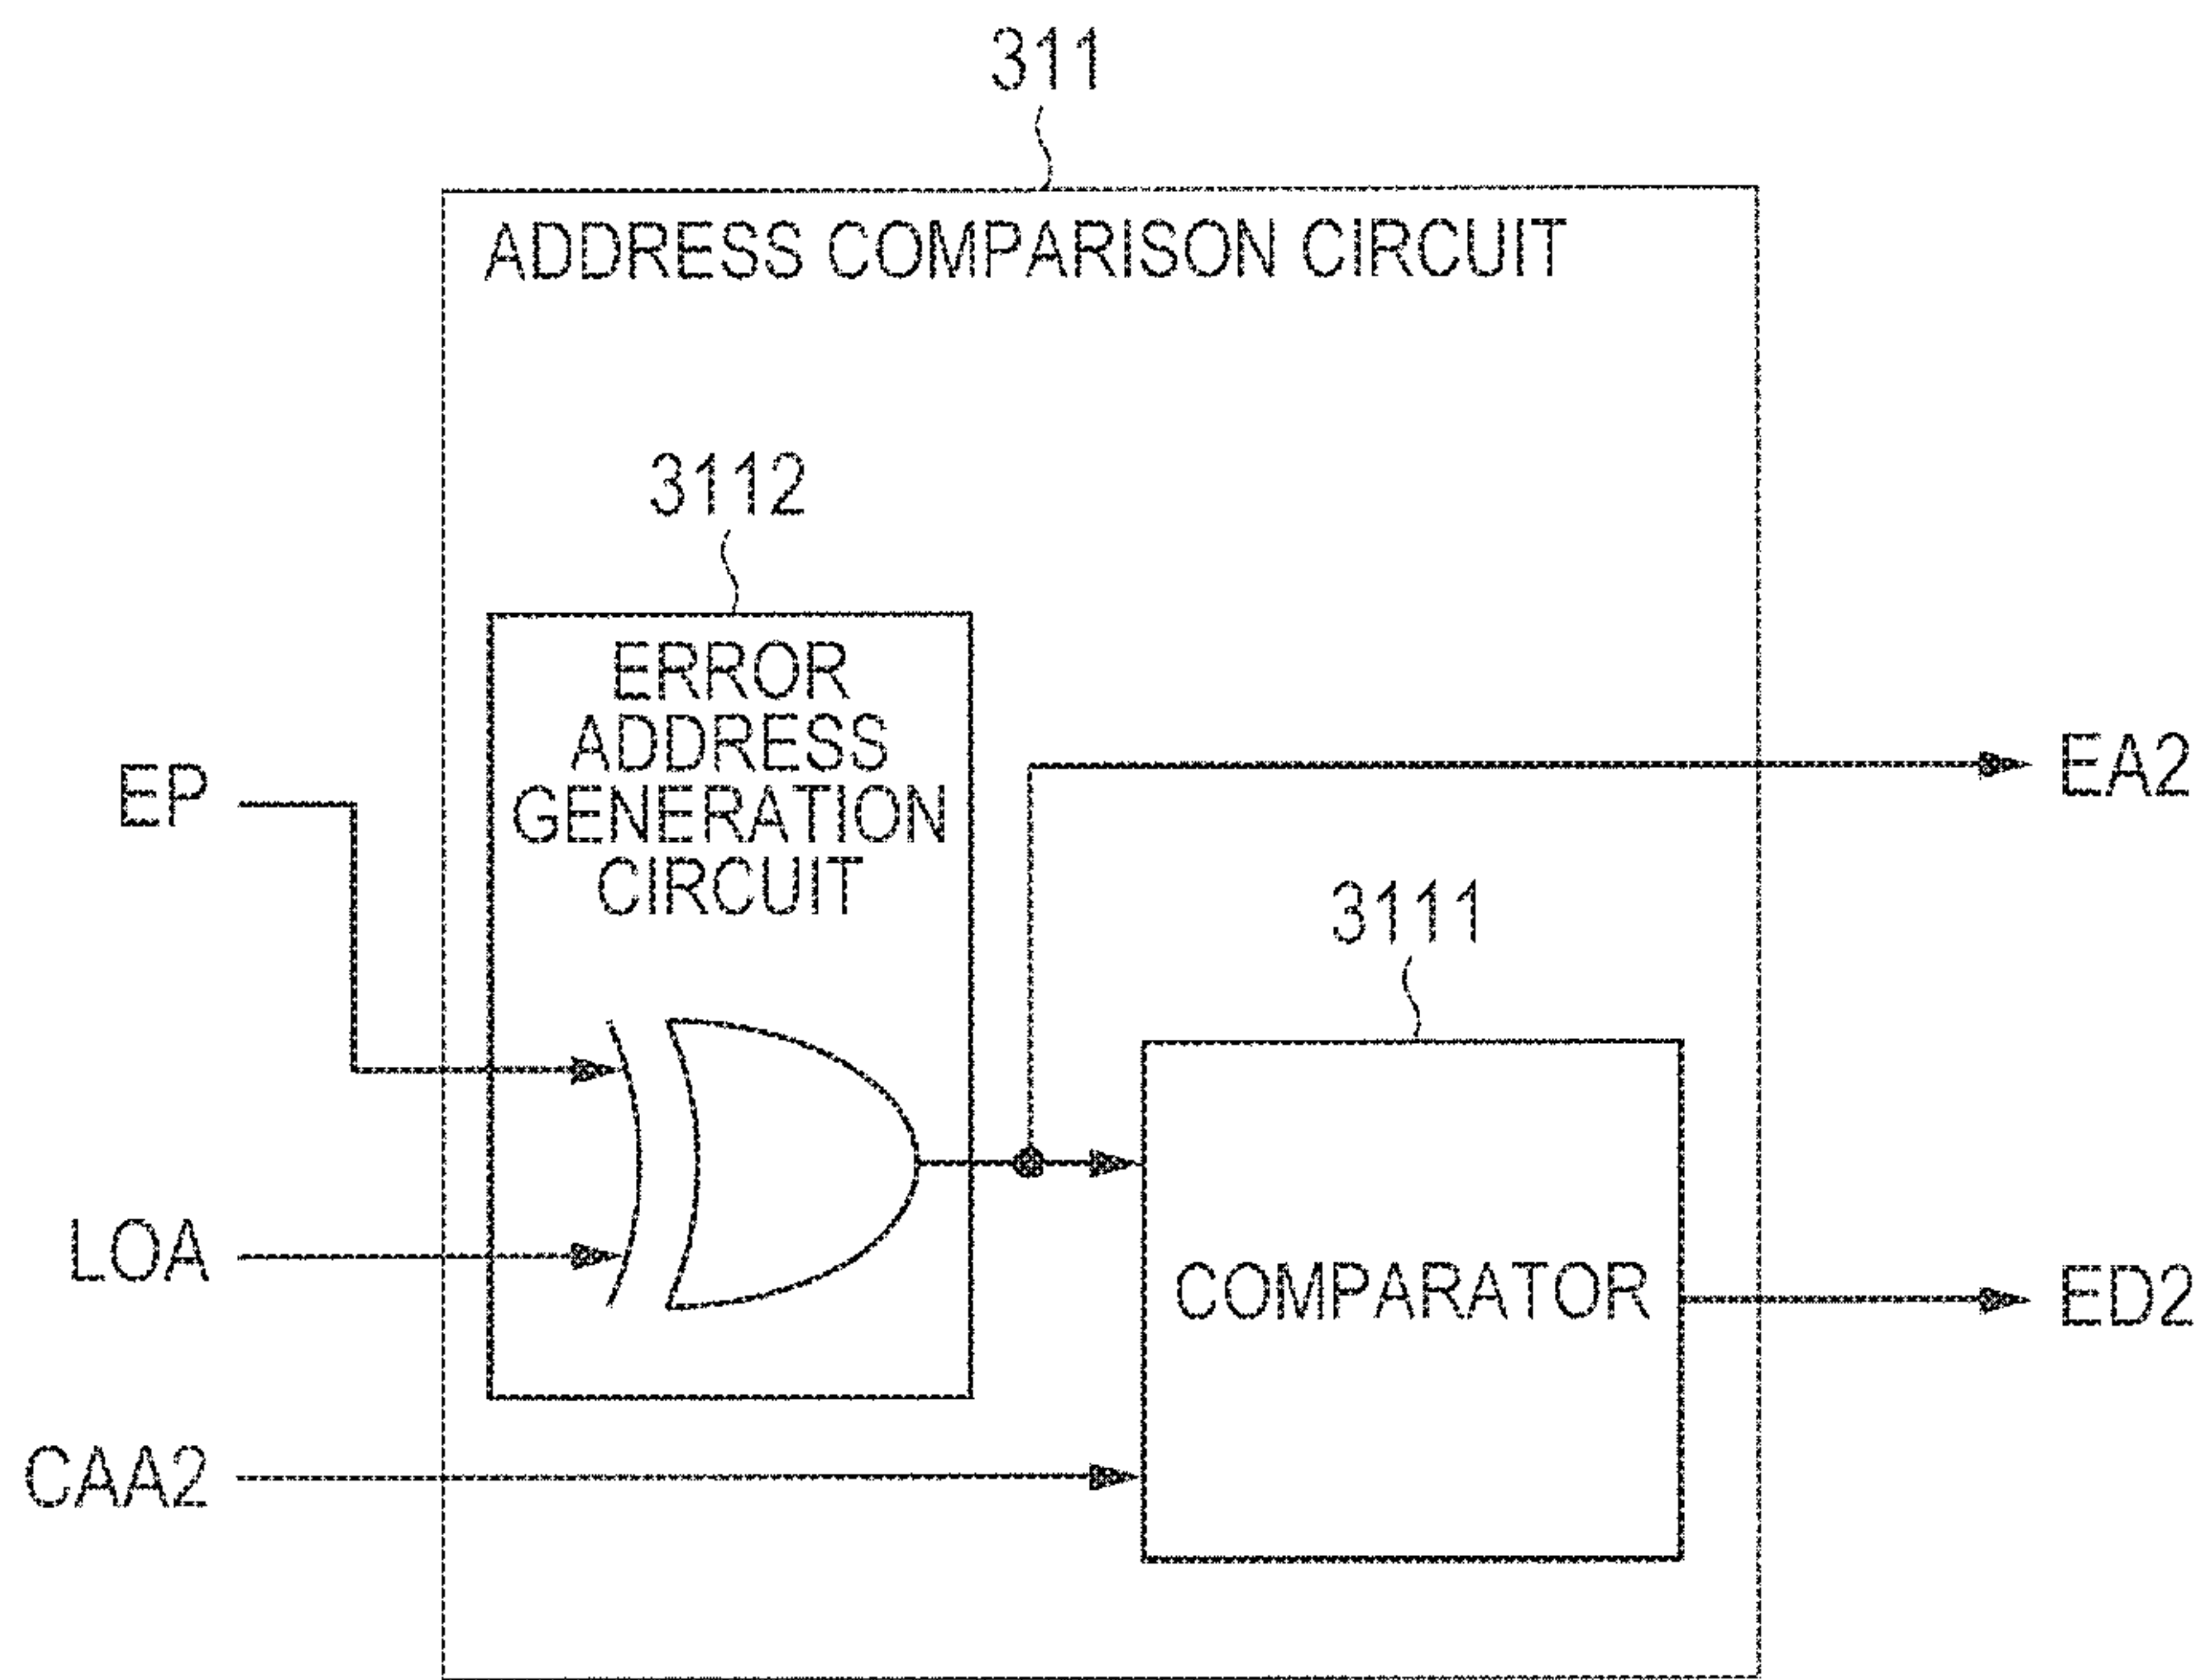 311
ADDRESS COMPARISON CIRCUIT
3112
ERROR
ADDRESS
GENERATION
CIRCUIT
EP
EA2
3111
LOA
COMPARATOR
ED2
CAA2